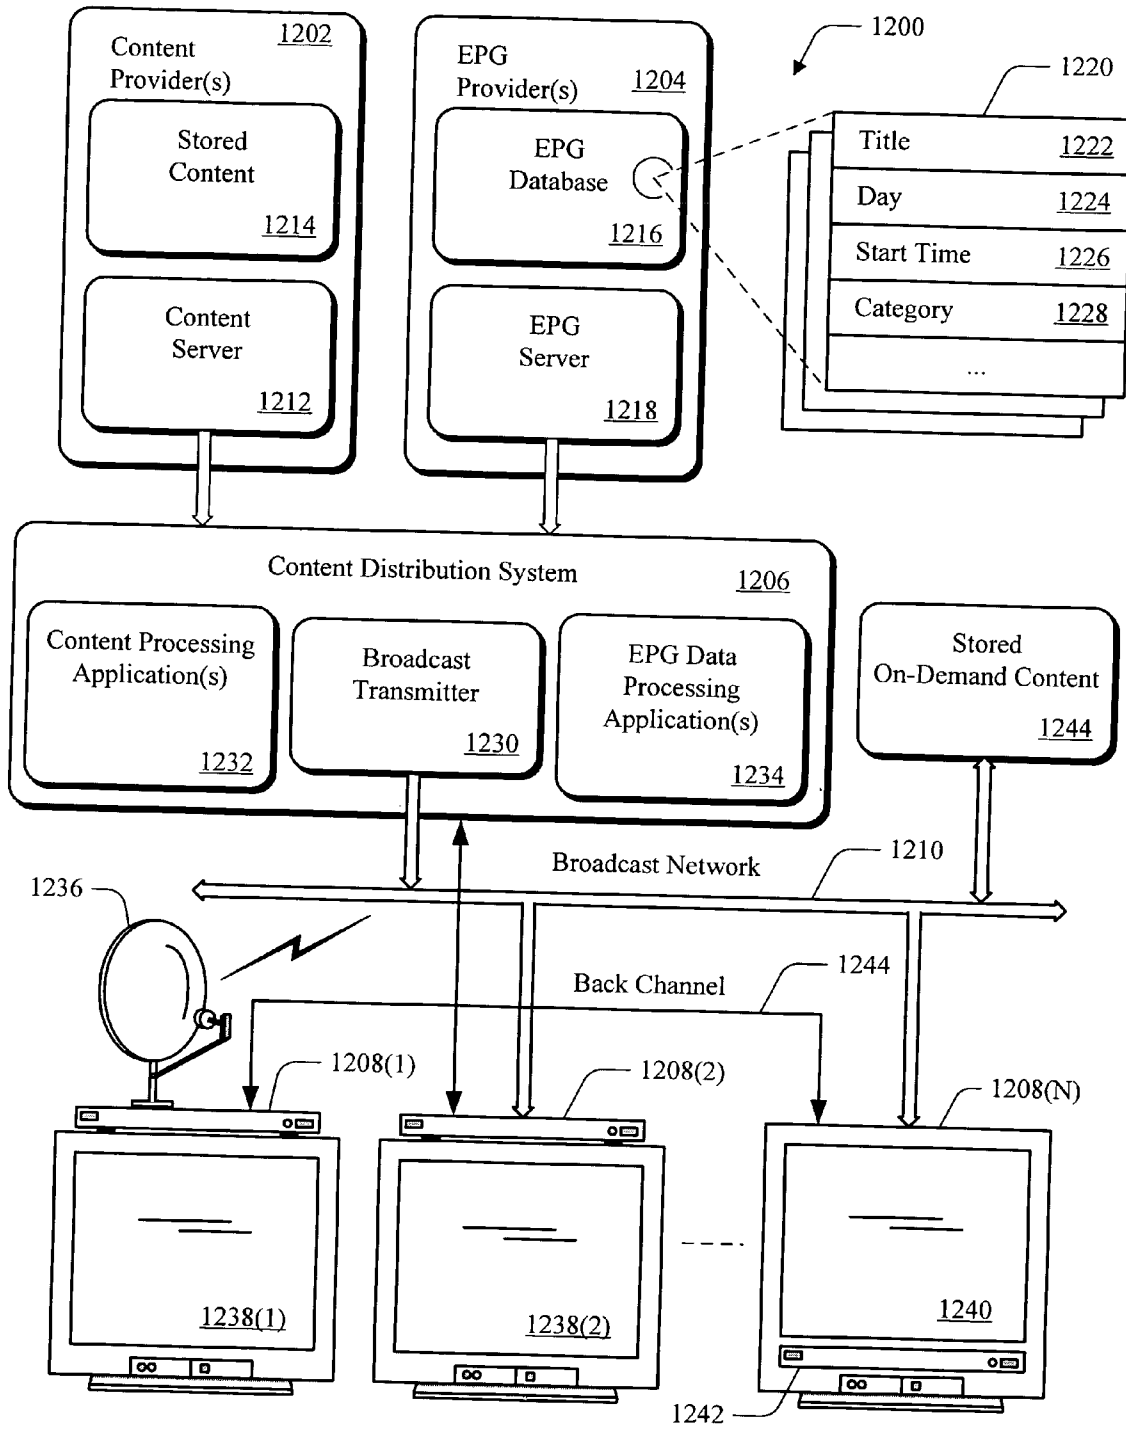 1202
Content
Provider(s)
Stored
Content
1214
Content
Server
1212
EPG
Provider(s)
1204
EPG
Database
1216
EPG
Server
1218
1200
1220
Title 1222
Day 1224
Start Time 1226
Category 1228
...
Content Distribution System
1206
Content Processing
Application(s)
1232
Broadcast
Transmitter
1230
EPG Data
Processing
Application(s)
1234
Stored
On-Demand Content
1244
Broadcast Network
1210
1236
Back Channel
1244
1208(1)
1208(2)
1208(N)
1238(1)
1238(2)
1240
1242